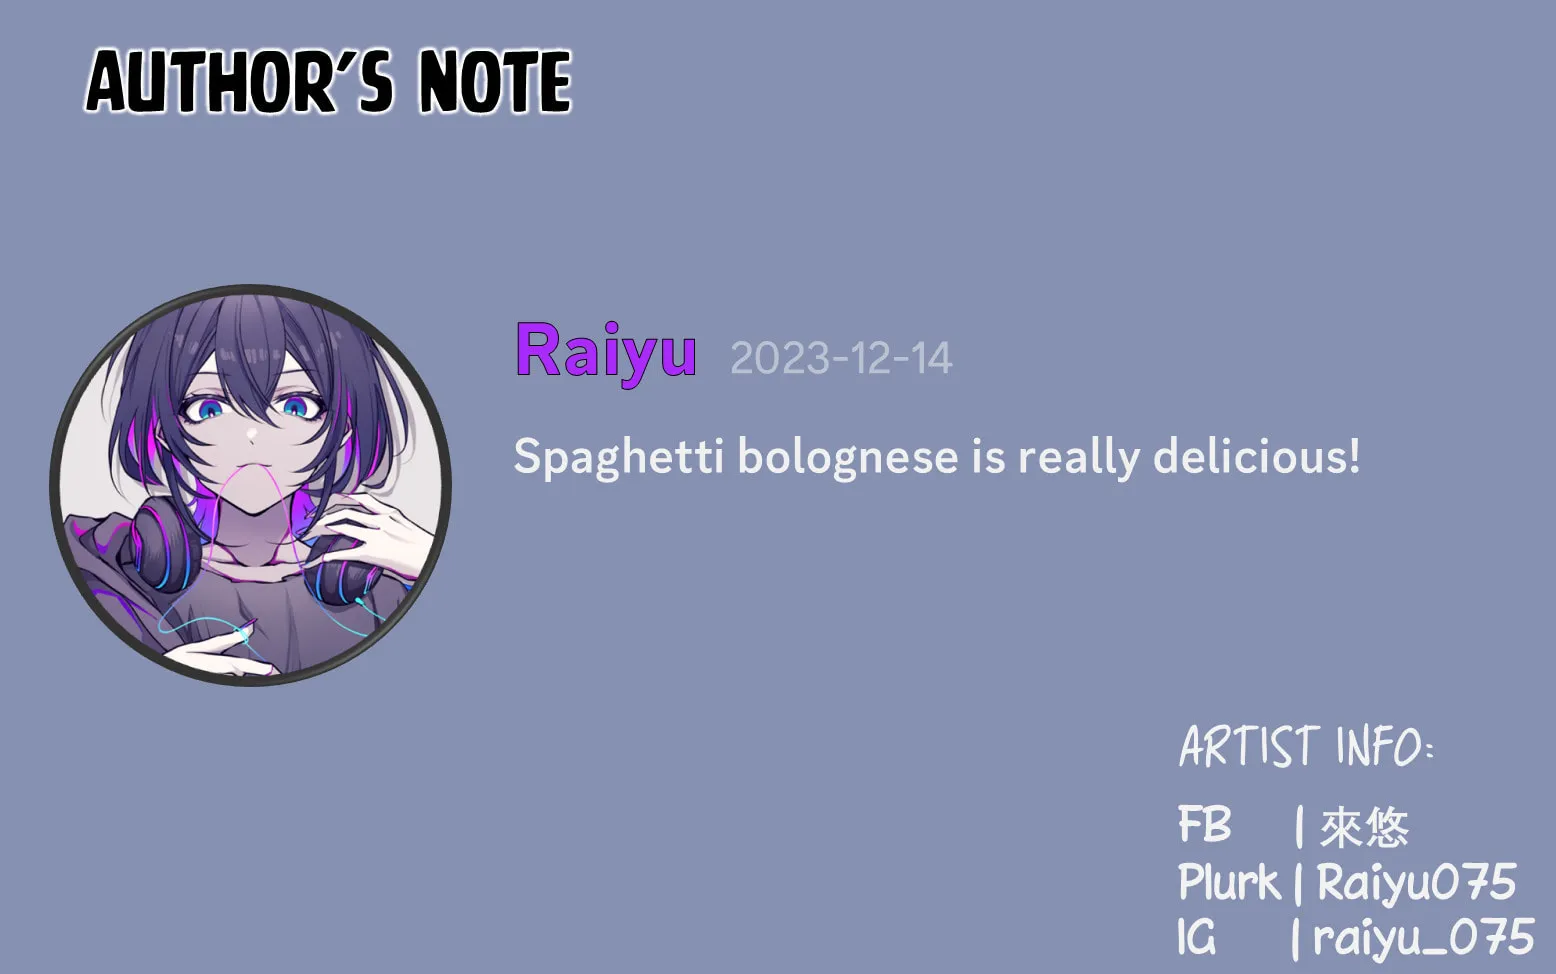 AUTHOR'S NOTE
Raiyu 2023-12-14
Spaghetti bolognese is really delicious!
ARTIST INFO:
FB | 來悠
Plurk | Raiyu075
IG | raiyu_075